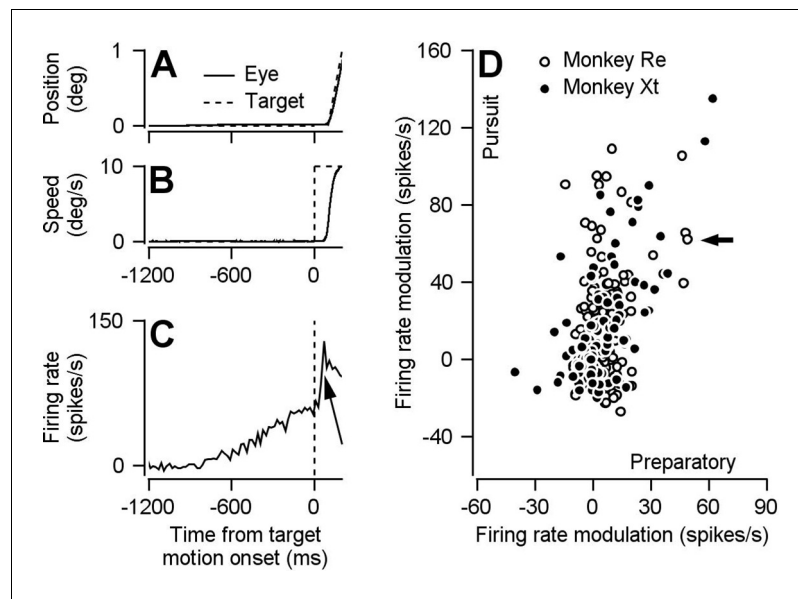 A
1
0
Position
(deg)
Eye
Target
B
10
0
Speed
(deg/s)
-1200
-600
0
C
150
0
Firing rate
(spikes/s)
-1200
-600
0
Time from target
motion onset (ms)
D
Monkey Re
Monkey Xt
160
120
80
40
0
-40
Pursuit
Firing rate modulation (spikes/s)
Preparatory
-60
-30
0
30
60
90
Firing rate modulation (spikes/s)